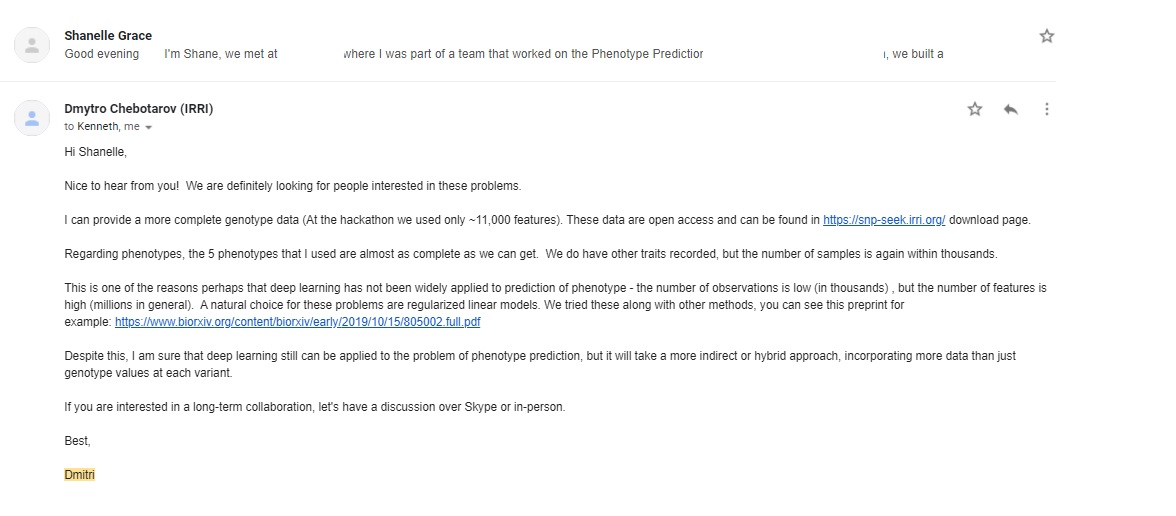 Shanelle Grace
Good evening I'm Shane, we met at where I was part of a team that worked on the Phenotype Prediction , we built a
Dmytro Chebotarov (IRRI)
to Kenneth, me
Hi Shanelle,
Nice to hear from you! We are definitely looking for people interested in these problems.
I can provide a more complete genotype data (At the hackathon we used only ~11,000 features). These data are open access and can be found in https://snp-seek.irri.org/ download page.
Regarding phenotypes, the 5 phenotypes that I used are almost as complete as we can get. We do have other traits recorded, but the number of samples is again within thousands.
This is one of the reasons perhaps that deep learning has not been widely applied to prediction of phenotype - the number of observations is low (in thousands) , but the number of features is
high (millions in general). A natural choice for these problems are regularized linear models. We tried these along with other methods, you can see this preprint for
example: https://www.biorxiv.org/content/biorxiv/early/2019/10/15/805002.full.pdf
Despite this, I am sure that deep learning still can be applied to the problem of phenotype prediction, but it will take a more indirect or hybrid approach, incorporating more data than just
genotype values at each variant.
If you are interested in a long-term collaboration, let's have a discussion over Skype or in-person.
Best,
Dmitri